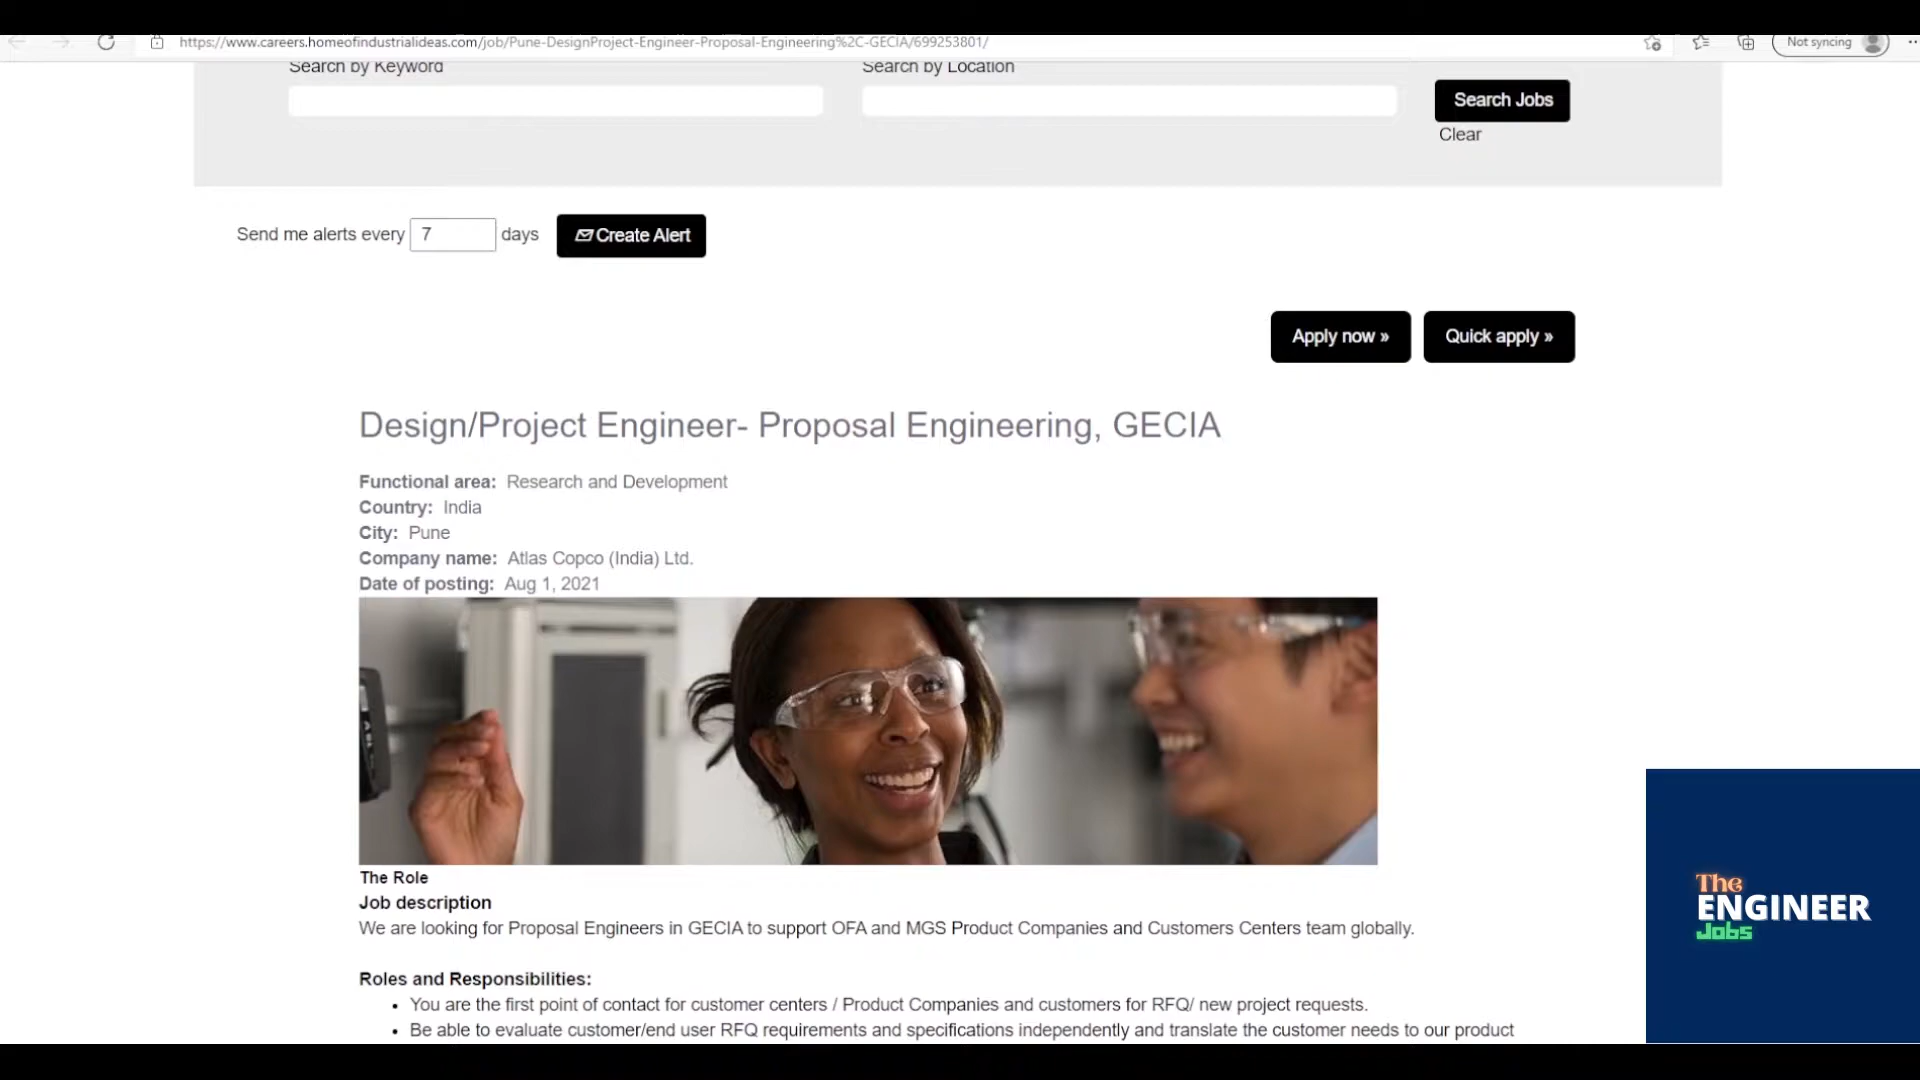 https://www.careers.homeofindustrialideas.com/job/Pune-DesignProject-Engineer-Proposal-Engineering%2C-GECIA/699253801/
Not syncing
Search by Keyword
Search by Location
Search Jobs
Clear
Send me alerts every 7 days
Create Alert
Apply now »
Quick apply »
Design/Project Engineer- Proposal Engineering, GECIA
Functional area: Research and Development
Country: India
City: Pune
Company name: Atlas Copco (India) Ltd.
Date of posting: Aug 1, 2021
The Role
Job description
We are looking for Proposal Engineers in GECIA to support OFA and MGS Product Companies and Customers Centers team globally.
Roles and Responsibilities:
• You are the first point of contact for customer centers / Product Companies and customers for RFQ/ new project requests.
• Be able to evaluate customer/end user RFQ requirements and specifications independently and translate the customer needs to our product
The
ENGINEER
Jobs